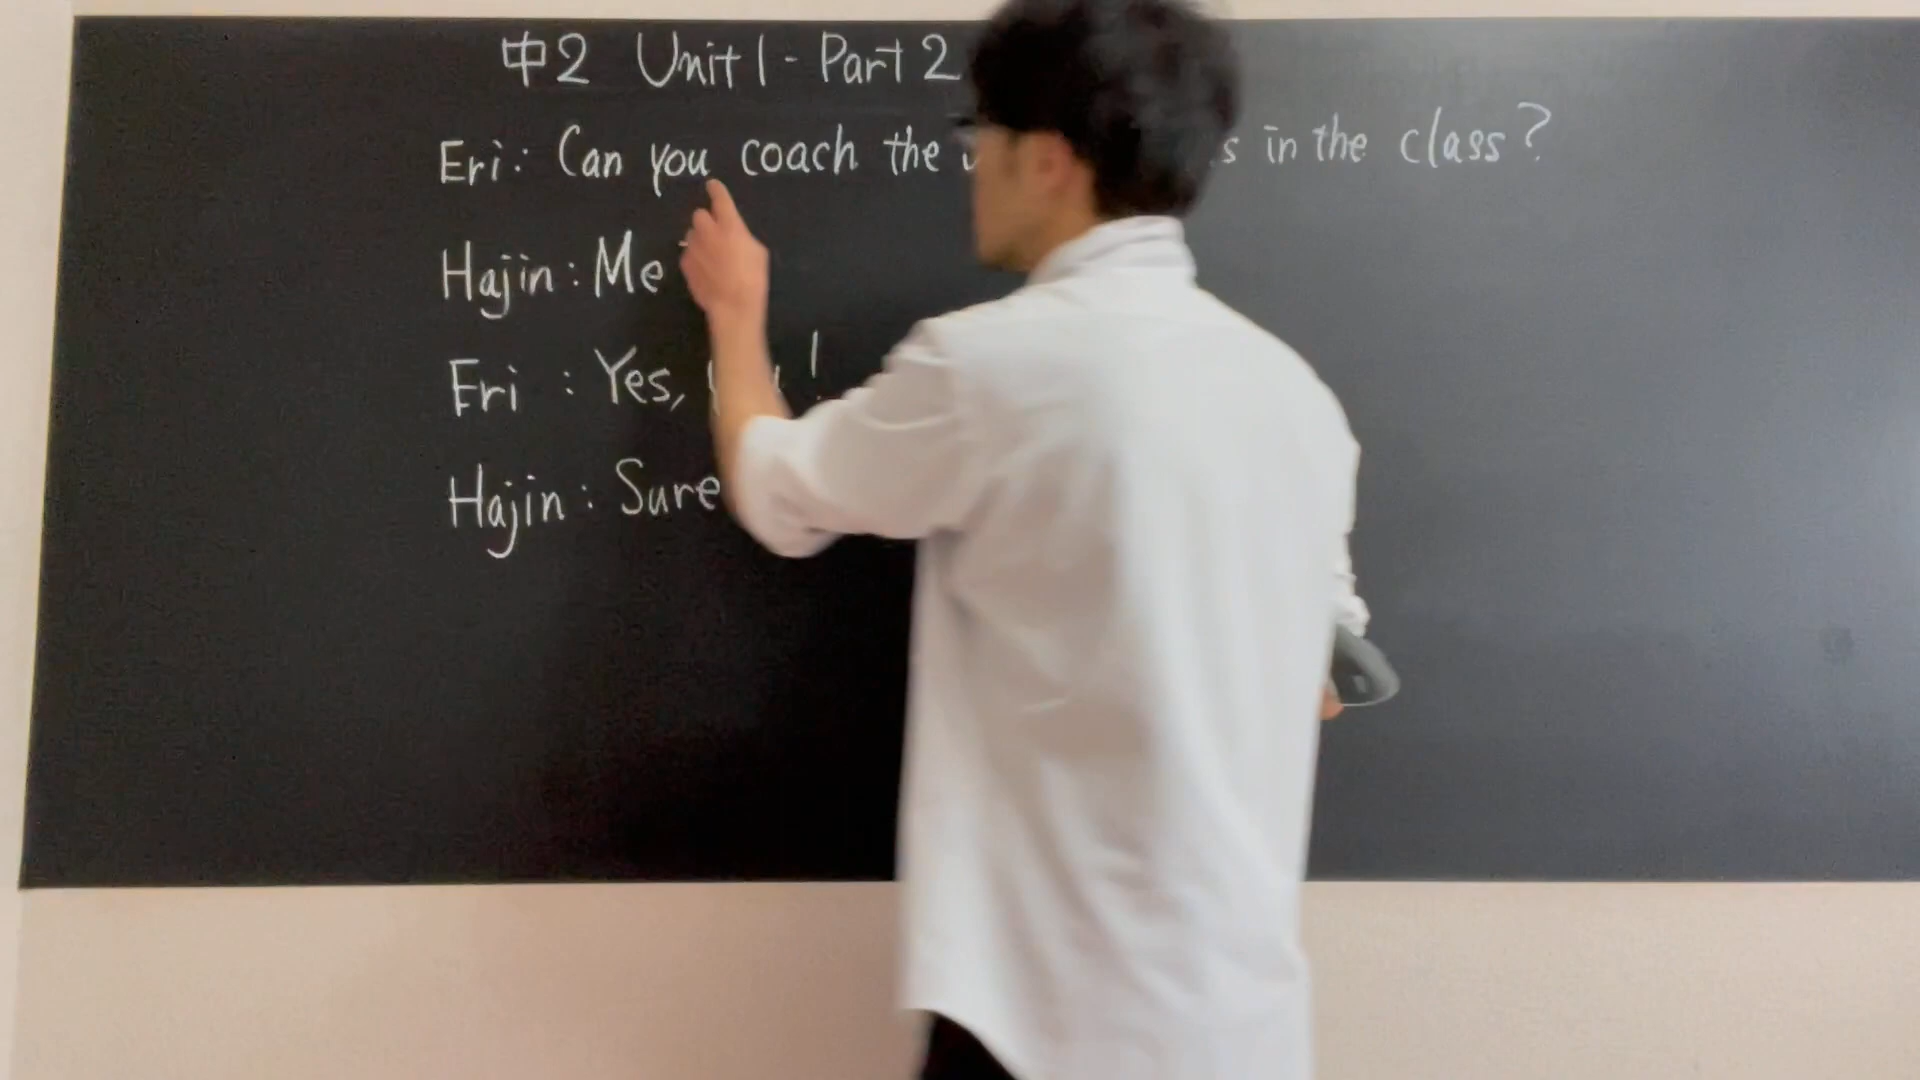 中2 Unit 1 - Part 2
Eri: Can you coach the in the class?
Hajin: Me
Eri : Yes, !
Hajin: Sure